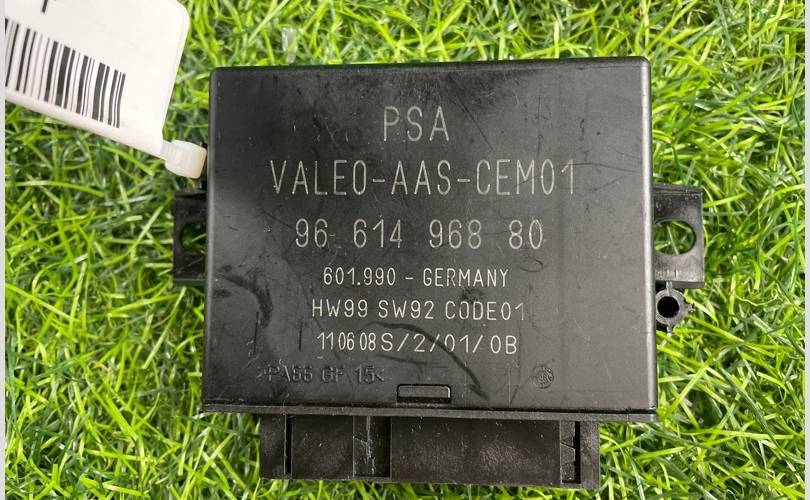 PSA
VALEO-AAS-CEM01
96 614 968 80
601.990 - GERMANY
HW99 SW92 CODE01
110608S/2/01/0B
>PA66 GF 15<